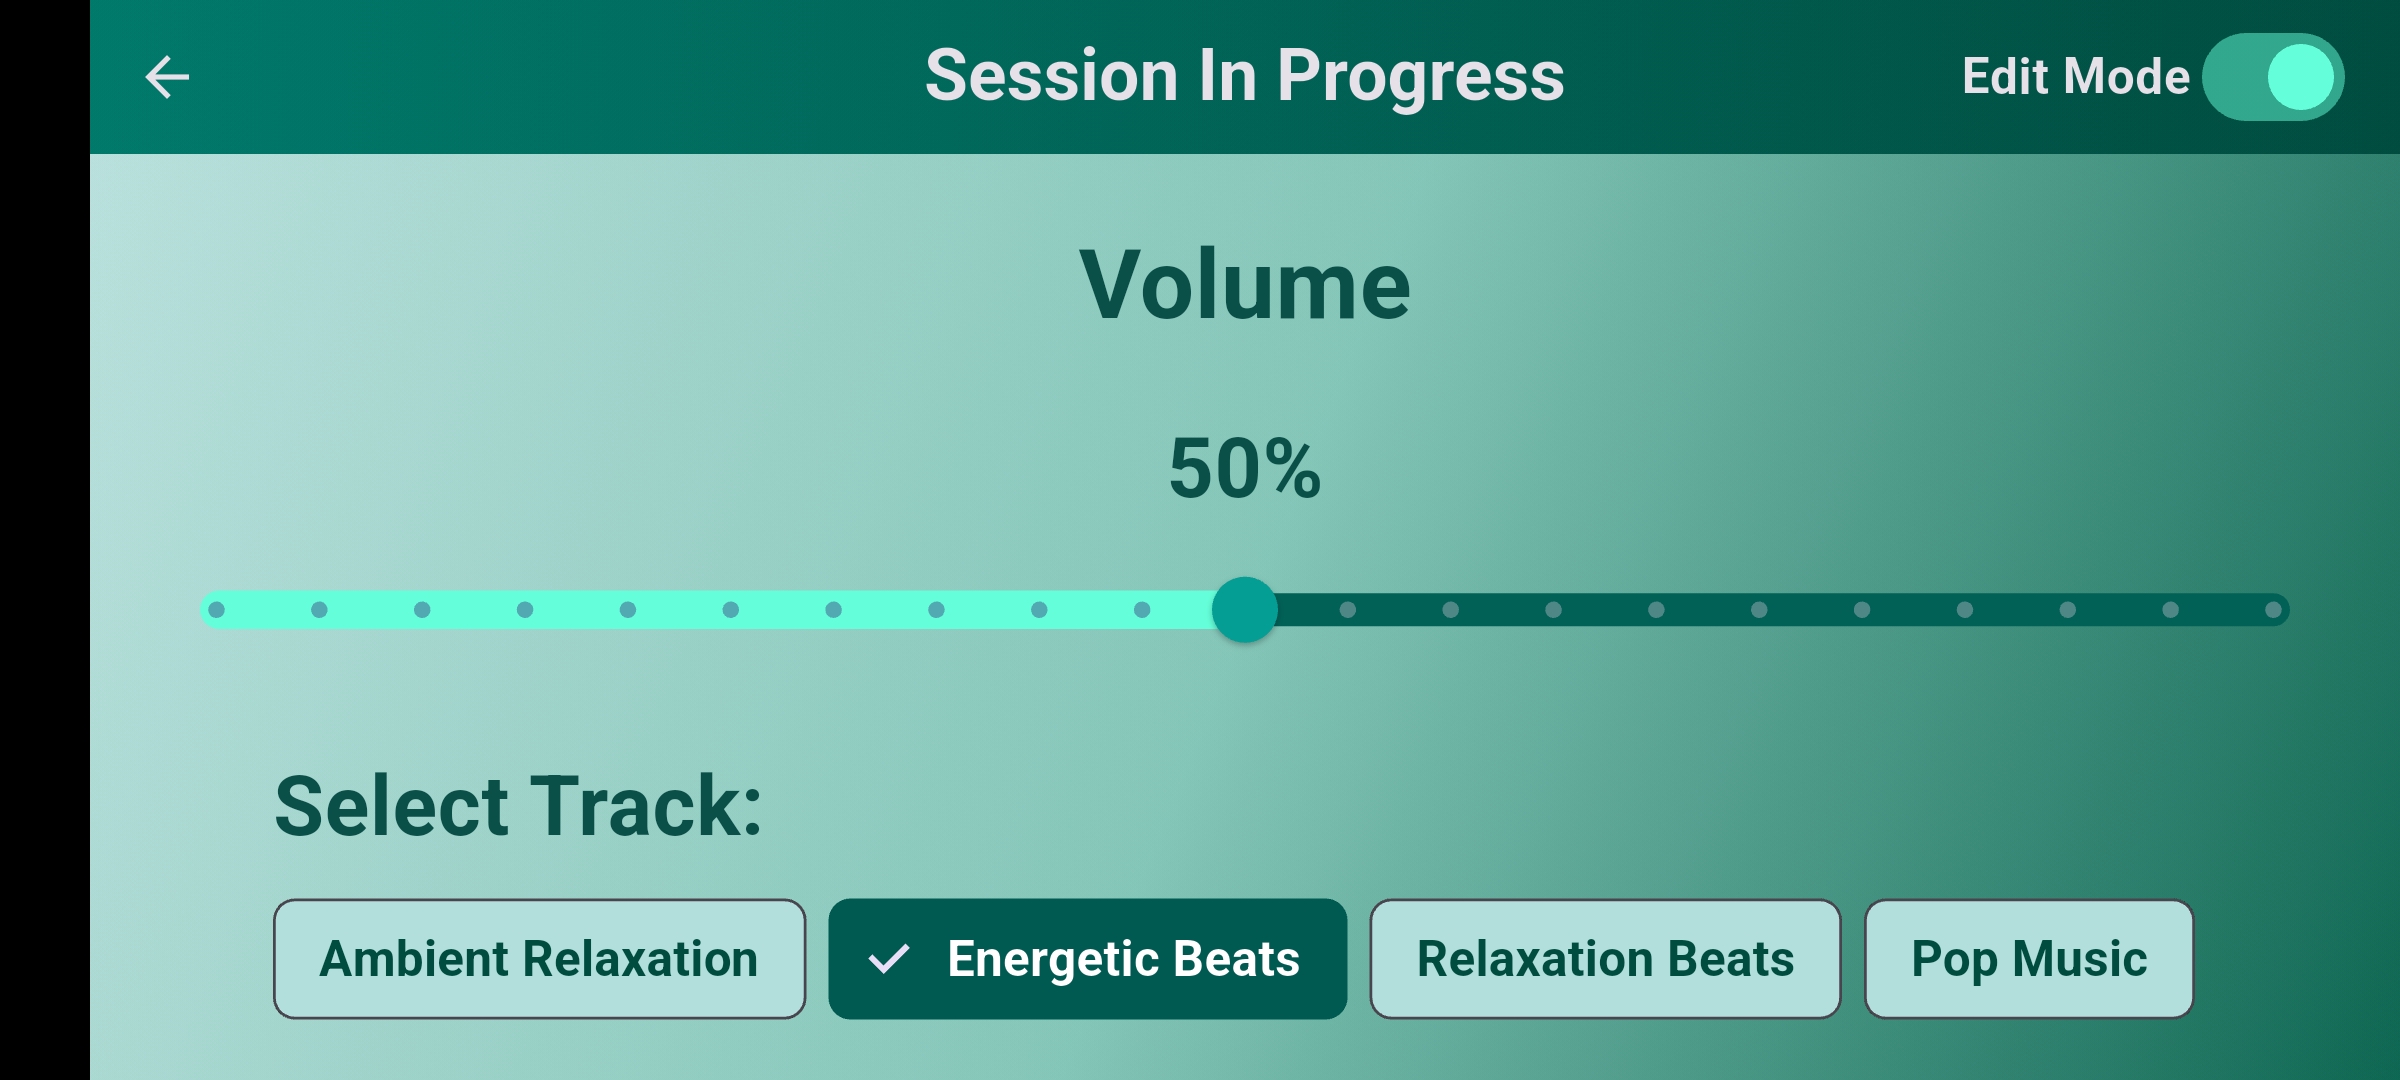 Session In Progress
Edit Mode
Volume
50%
Select Track:
Ambient Relaxation
Energetic Beats
Relaxation Beats
Pop Music